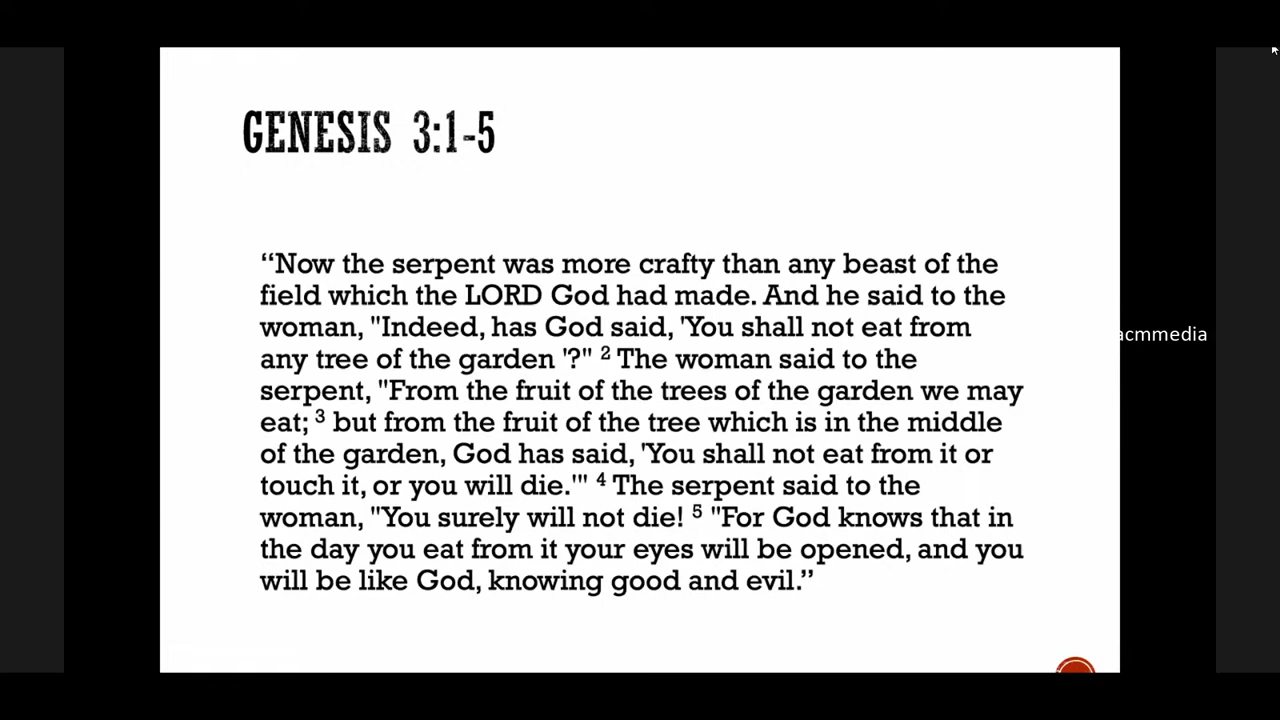 GENESIS 3:1-5
“Now the serpent was more crafty than any beast of the
field which the LORD God had made. And he said to the
woman, "Indeed, has God said, 'You shall not eat from
any tree of the garden '?" ² The woman said to the
serpent, "From the fruit of the trees of the garden we may
eat; ³ but from the fruit of the tree which is in the middle
of the garden, God has said, 'You shall not eat from it or
touch it, or you will die.'" ⁴ The serpent said to the
woman, "You surely will not die! ⁵ "For God knows that in
the day you eat from it your eyes will be opened, and you
will be like God, knowing good and evil.”
acmmedia